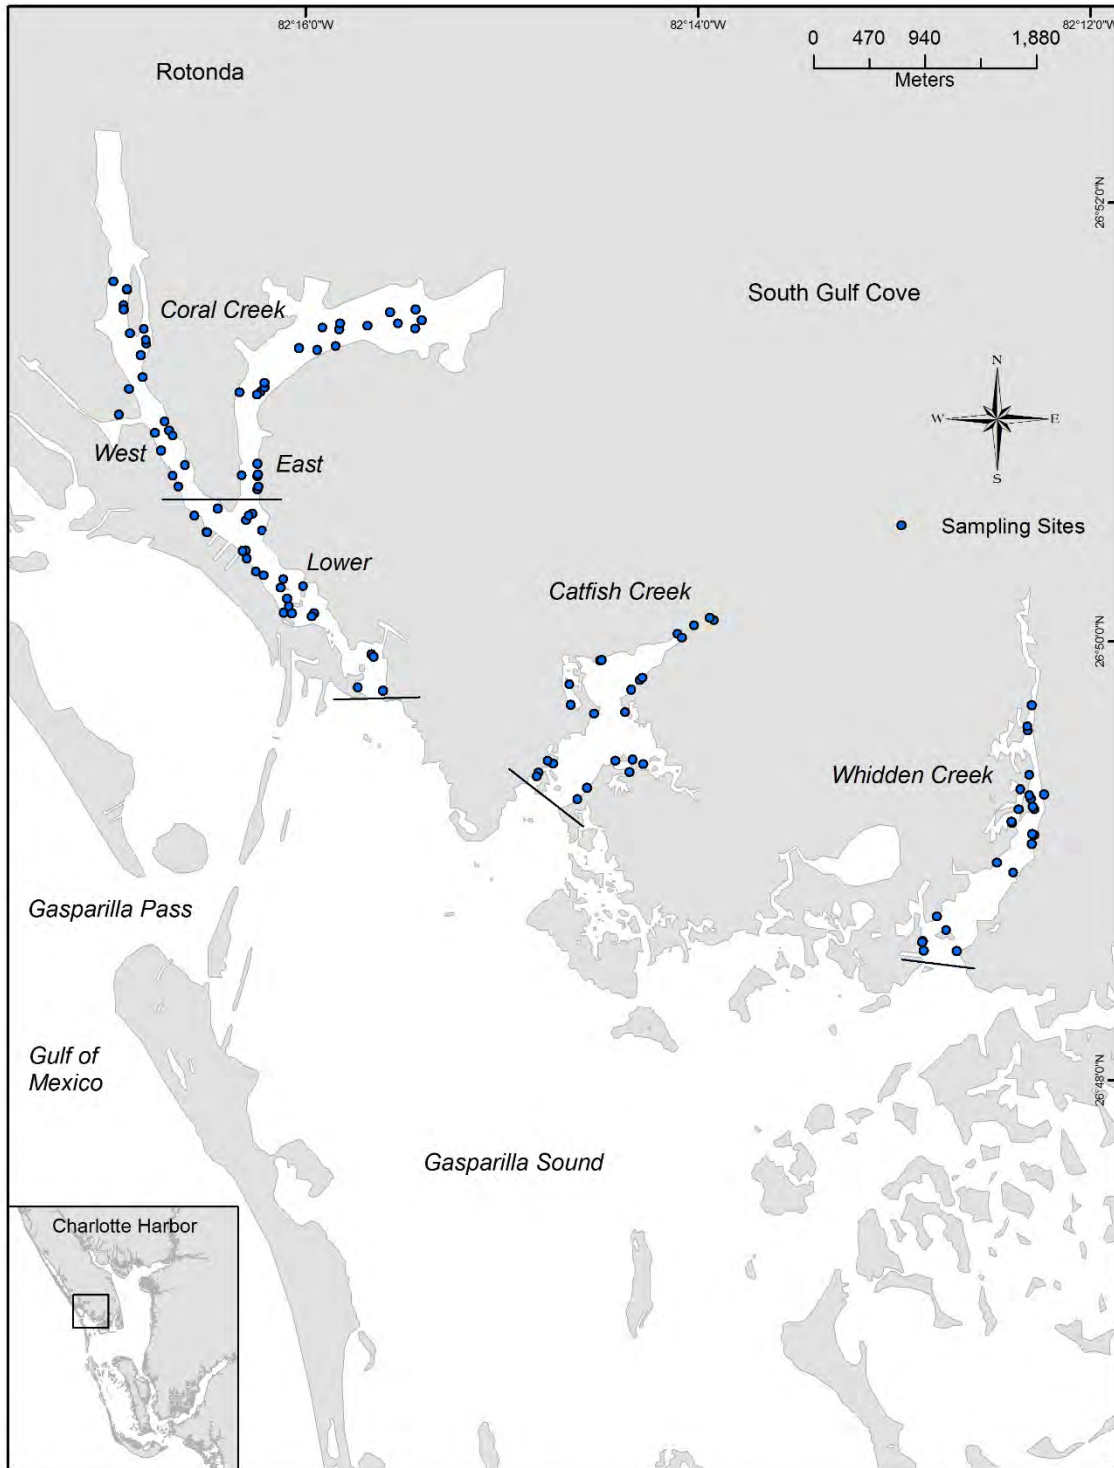 82°16'0"W
82°14'0"W
82°12'0"W
0 470 940 1,880
Meters
Rotonda
26°52'0"N
South Gulf Cove
Coral Creek
N
W E
S
West
East
Sampling Sites
Lower
Catfish Creek
26°50'0"N
Whidden Creek
Gasparilla Pass
Gulf of
Mexico
26°48'0"N
Gasparilla Sound
Charlotte Harbor